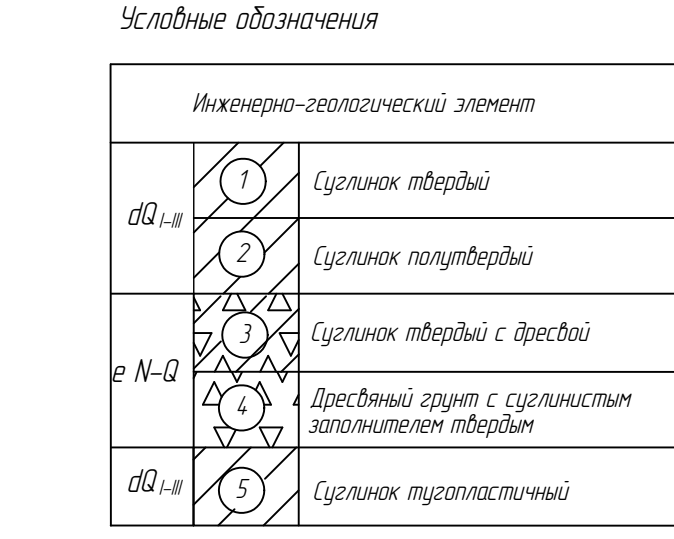 Условные обозначения
Инженерно-геологический элемент
dQ I-III
1 Суглинок твердый
2 Суглинок полутвердый
e N-Q
3 Суглинок твердый с дресвой
4 Дресвяный грунт с суглинистым
заполнителем твердым
dQ I-III
5 Суглинок тугопластичный